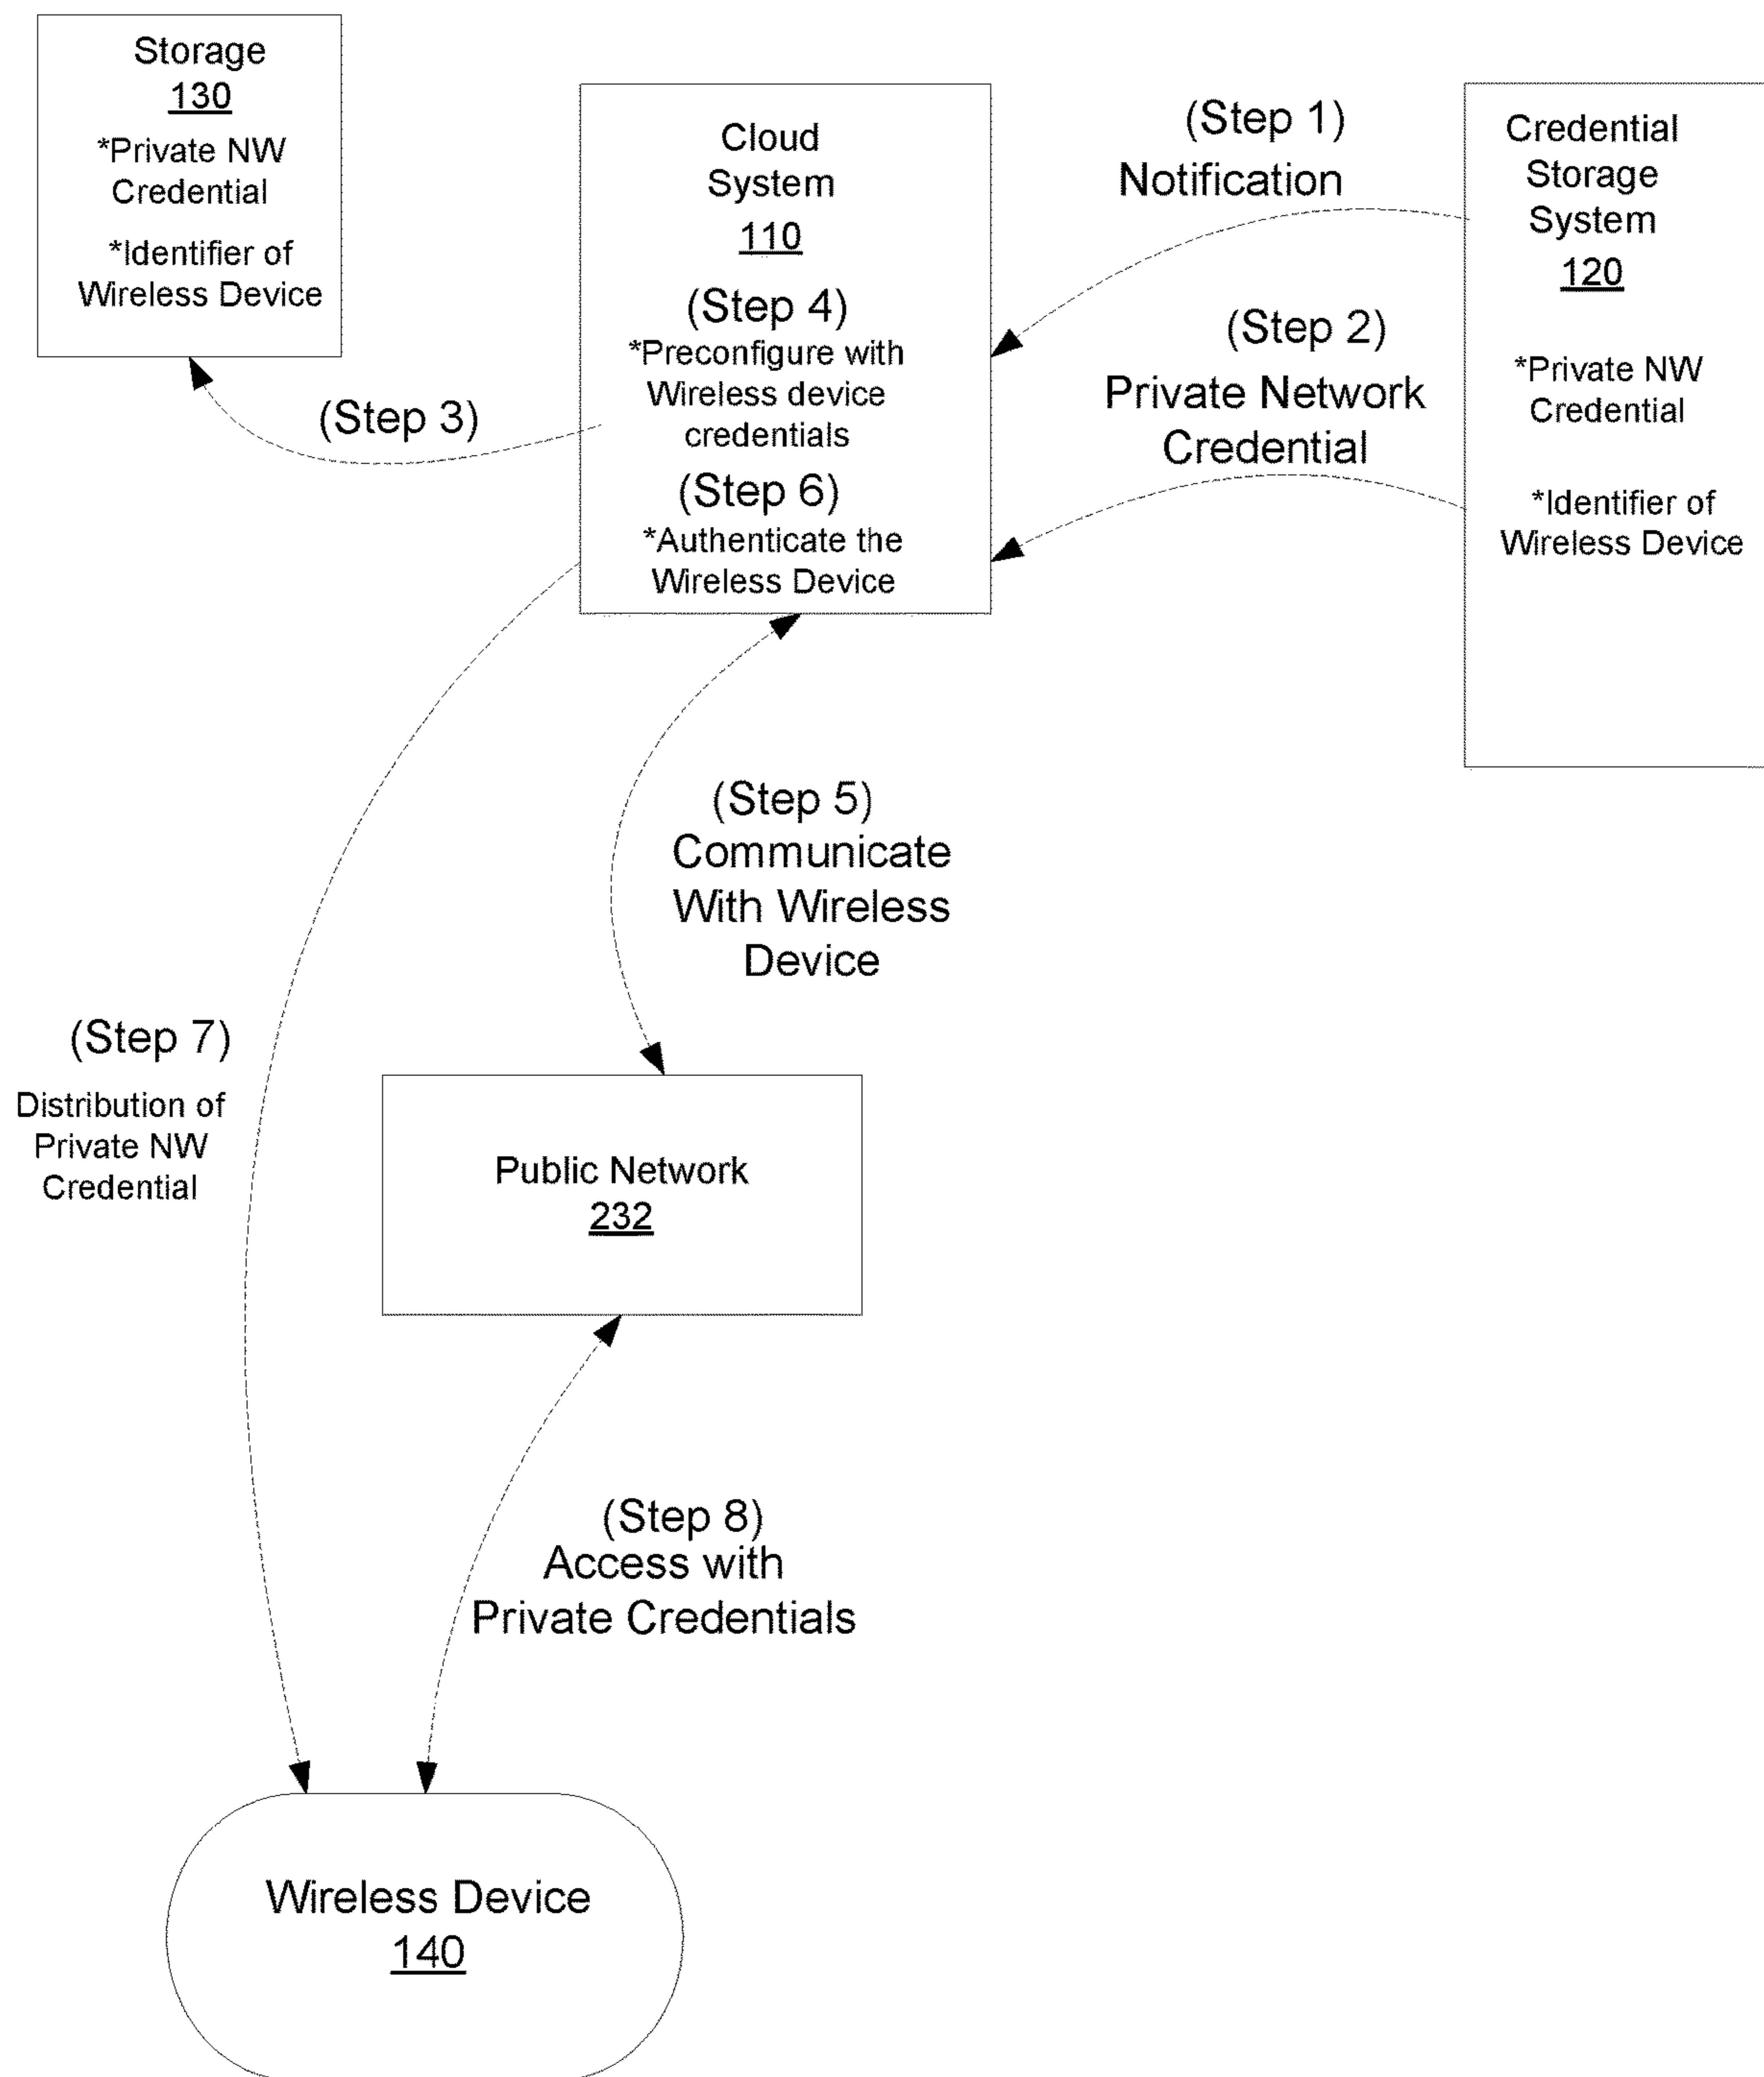 Storage
130
*Private NW
Credential
*Identifier of
Wireless Device
Cloud
System
110
(Step 4)
*Preconfigure with
Wireless device
credentials
(Step 6)
*Authenticate the
Wireless Device
(Step 1)
Notification
(Step 2)
Private Network
Credential
Credential
Storage
System
120
*Private NW
Credential
*Identifier of
Wireless Device
(Step 3)
(Step 5)
Communicate
With Wireless
Device
(Step 7)
Distribution of
Private NW
Credential
Public Network
232
(Step 8)
Access with
Private Credentials
Wireless Device
140